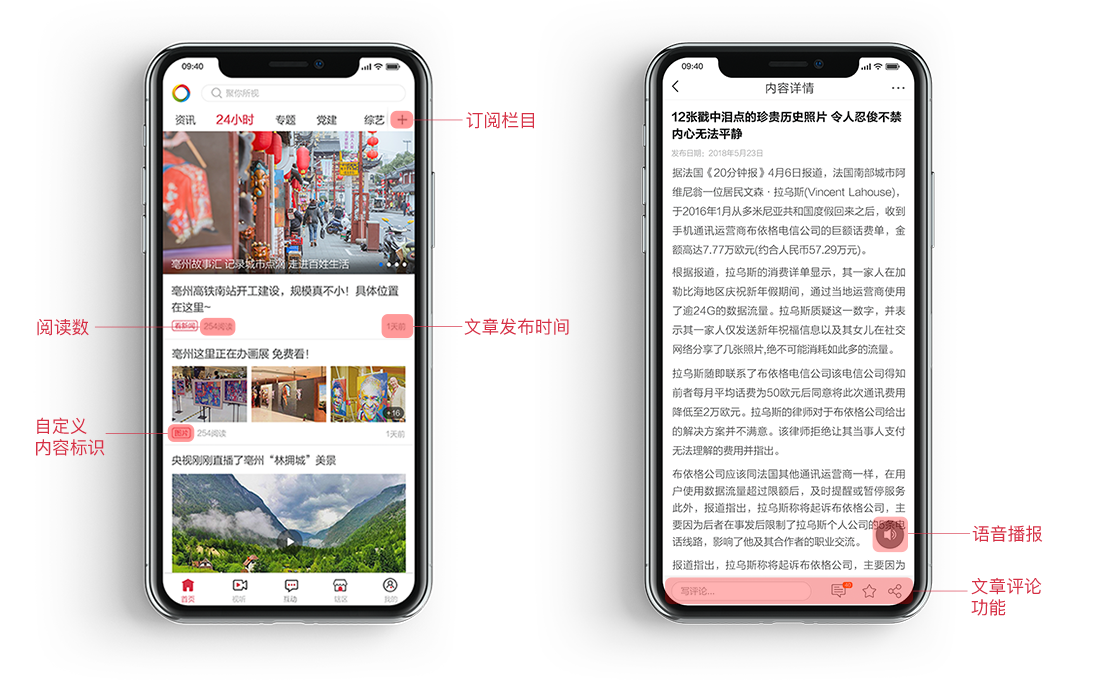 09:40
聚你所视
资讯 24小时 专题 党建 综艺 +
订阅栏目
亳州故事汇 记录城市点滴 走进百姓生活
亳州高铁南站开工建设，规模真不小！具体位置
在这里~
看新闻 254阅读 1天前
阅读数
文章发布时间
亳州这里正在办画展 免费看！
+16
图片 254阅读 1天前
自定义
内容标识
央视刚刚直播了亳州“林拥城”美景
首页 视听 互动 辖区 我的
09:40
内容详情
12张戳中泪点的珍贵历史照片 令人忍俊不禁
内心无法平静
发布日期：2018年5月23日
据法国《20分钟报》4月6日报道，法国南部城市阿
维尼翁一位居民文森·拉乌斯(Vincent Lahouse)，
于2016年1月从多米尼亚共和国度假回来之后，收到
手机通讯运营商布依格电信公司的巨额话费单，金
额高达7.77万欧元(约合人民币57.29万元)。
根据报道，拉乌斯的消费详单显示，其一家人在加
勒比海地区庆祝新年假期间，通过当地运营商使用
了逾24G的数据流量。拉乌斯质疑这一数字，并表
示其一家人仅发送新年祝福信息以及其女儿在社交
网络分享了几张照片,绝不可能消耗如此多的流量。
拉乌斯随即联系了布依格电信公司该电信公司得知
前者每月平均话费为50欧元后同意将此次通讯费用
降低至2万欧元。拉乌斯的律师对于布依格公司给出
的解决方案并不满意。该律师拒绝让其当事人支付
无法理解的费用并指出。
布依格公司应该同法国其他通讯运营商一样，在用
户使用数据流量超过限额后，及时提醒或暂停服务
此外，报道指出，拉乌斯称将起诉布依格公司，主
要因为后者在事发后限制了拉乌斯个人公司的5条电
话线路，影响了他及其合作者的职业交流。
报道指出，拉乌斯称将起诉布依格公司，主要因为
语音播报
写评论...
文章评论
功能